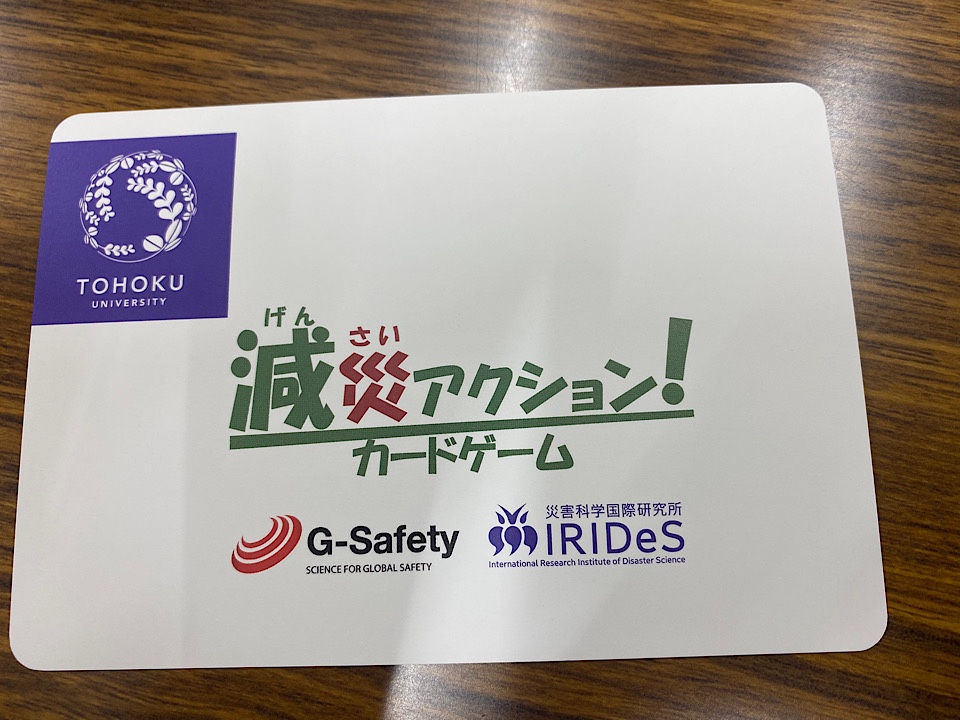 TOHOKU
UNIVERSITY
げん さい
減災アクション!
カードゲーム
G-Safety
SCIENCE FOR GLOBAL SAFETY
災害科学国際研究所
IRIDeS
International Research Institute of Disaster Science